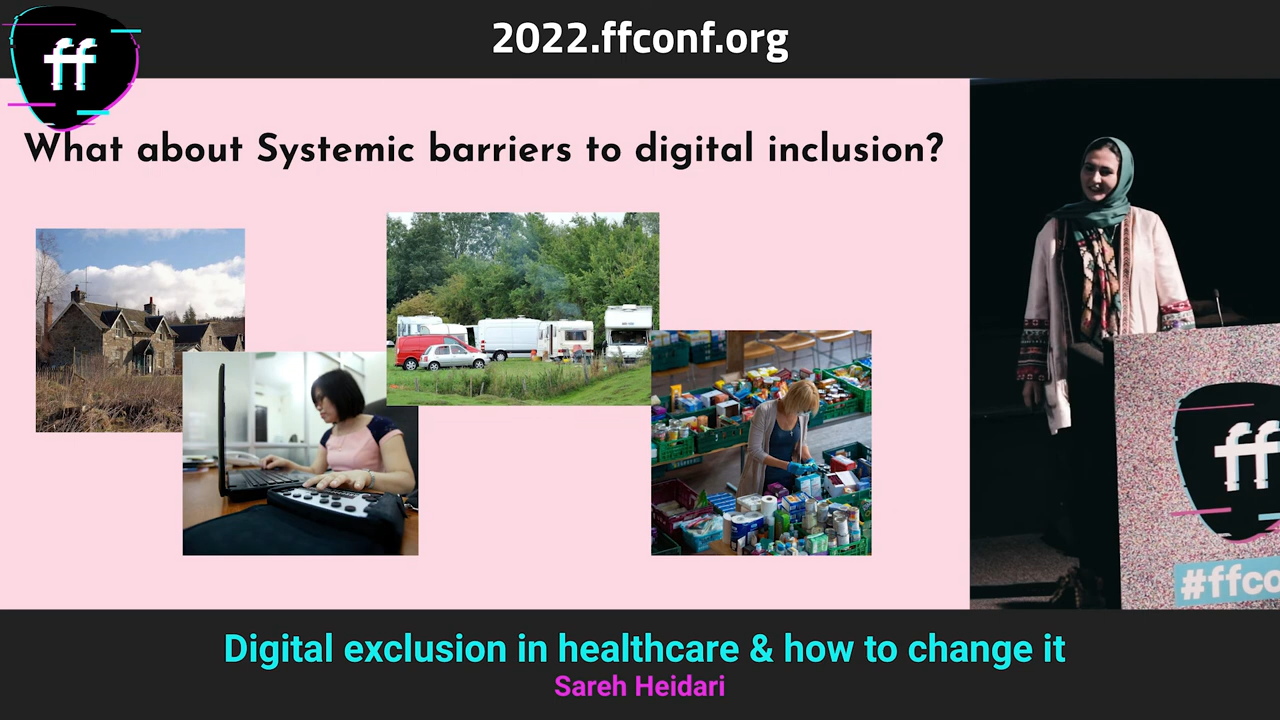 2022.ffconf.org
ff
What about Systemic barriers to digital inclusion?
ff
#ffco
Digital exclusion in healthcare & how to change it
Sareh Heidari